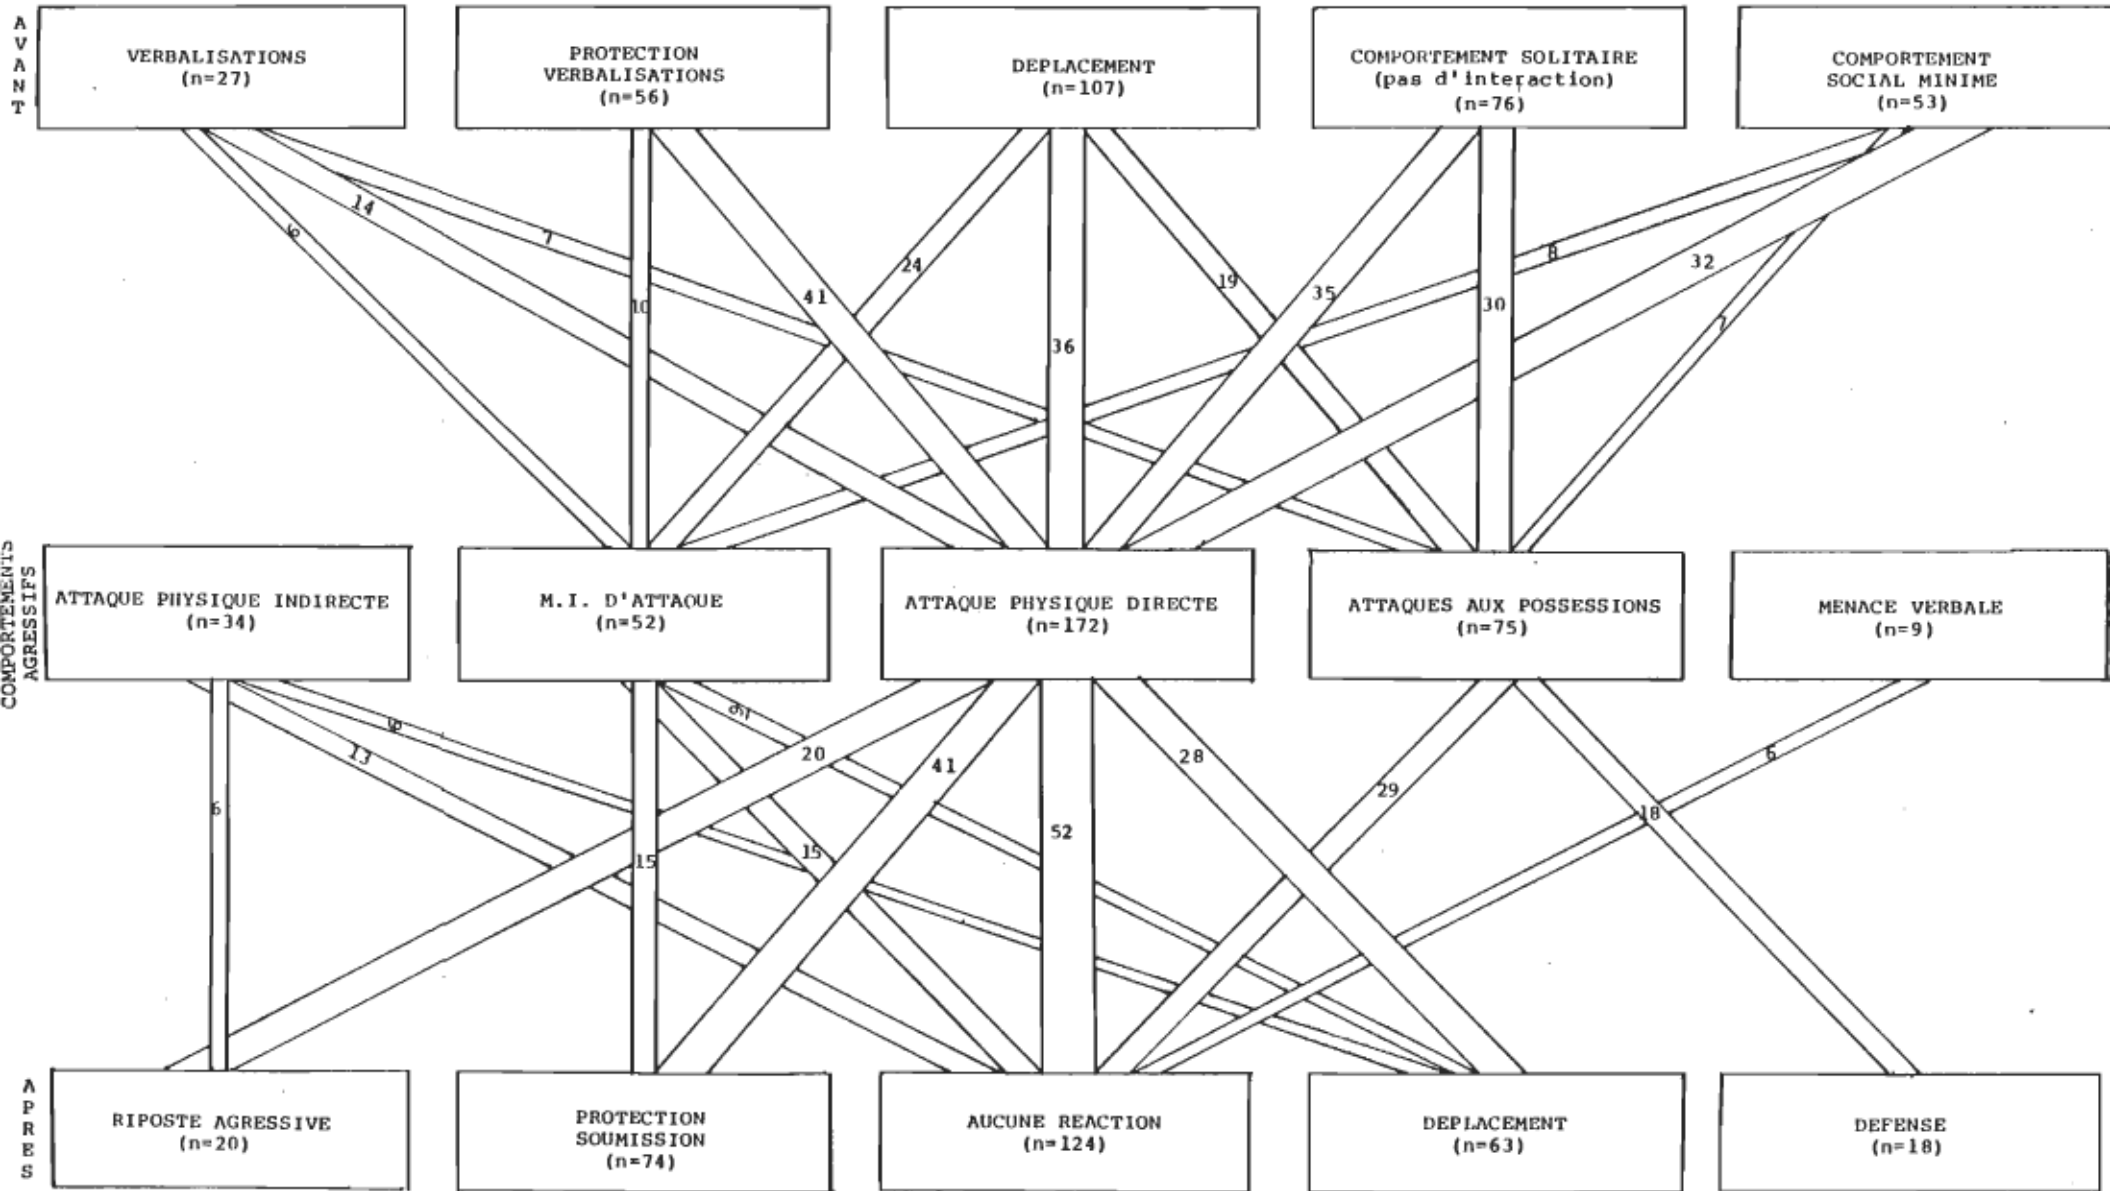 AVANT
VERBALISATIONS
(n=27)
PROTECTION
VERBALISATIONS
(n=56)
DEPLACEMENT
(n=107)
COMPORTEMENT SOLITAIRE
(pas d'interaction)
(n=76)
COMPORTEMENT
SOCIAL MINIME
(n=53)
6
14
7
10
41
24
36
19
35
30
8
32
7
COMPORTEMENTS
AGRESSIFS
ATTAQUE PHYSIQUE INDIRECTE
(n=34)
M.I. D'ATTAQUE
(n=52)
ATTAQUE PHYSIQUE DIRECTE
(n=172)
ATTAQUES AUX POSSESSIONS
(n=75)
MENACE VERBALE
(n=9)
6
13
15
15
20
41
52
28
29
18
6
APRES
RIPOSTE AGRESSIVE
(n=20)
PROTECTION
SOUMISSION
(n=74)
AUCUNE REACTION
(n=124)
DEPLACEMENT
(n=63)
DEFENSE
(n=18)